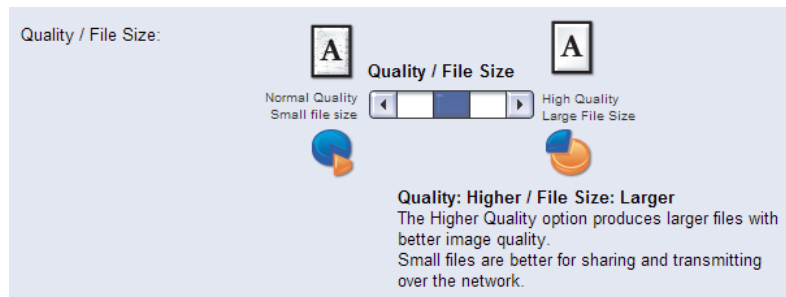 Quality / File Size:
A
A
Quality / File Size
Normal Quality
Small file size
High Quality
Large File Size
Quality: Higher / File Size: Larger
The Higher Quality option produces larger files with
better image quality.
Small files are better for sharing and transmitting
over the network.